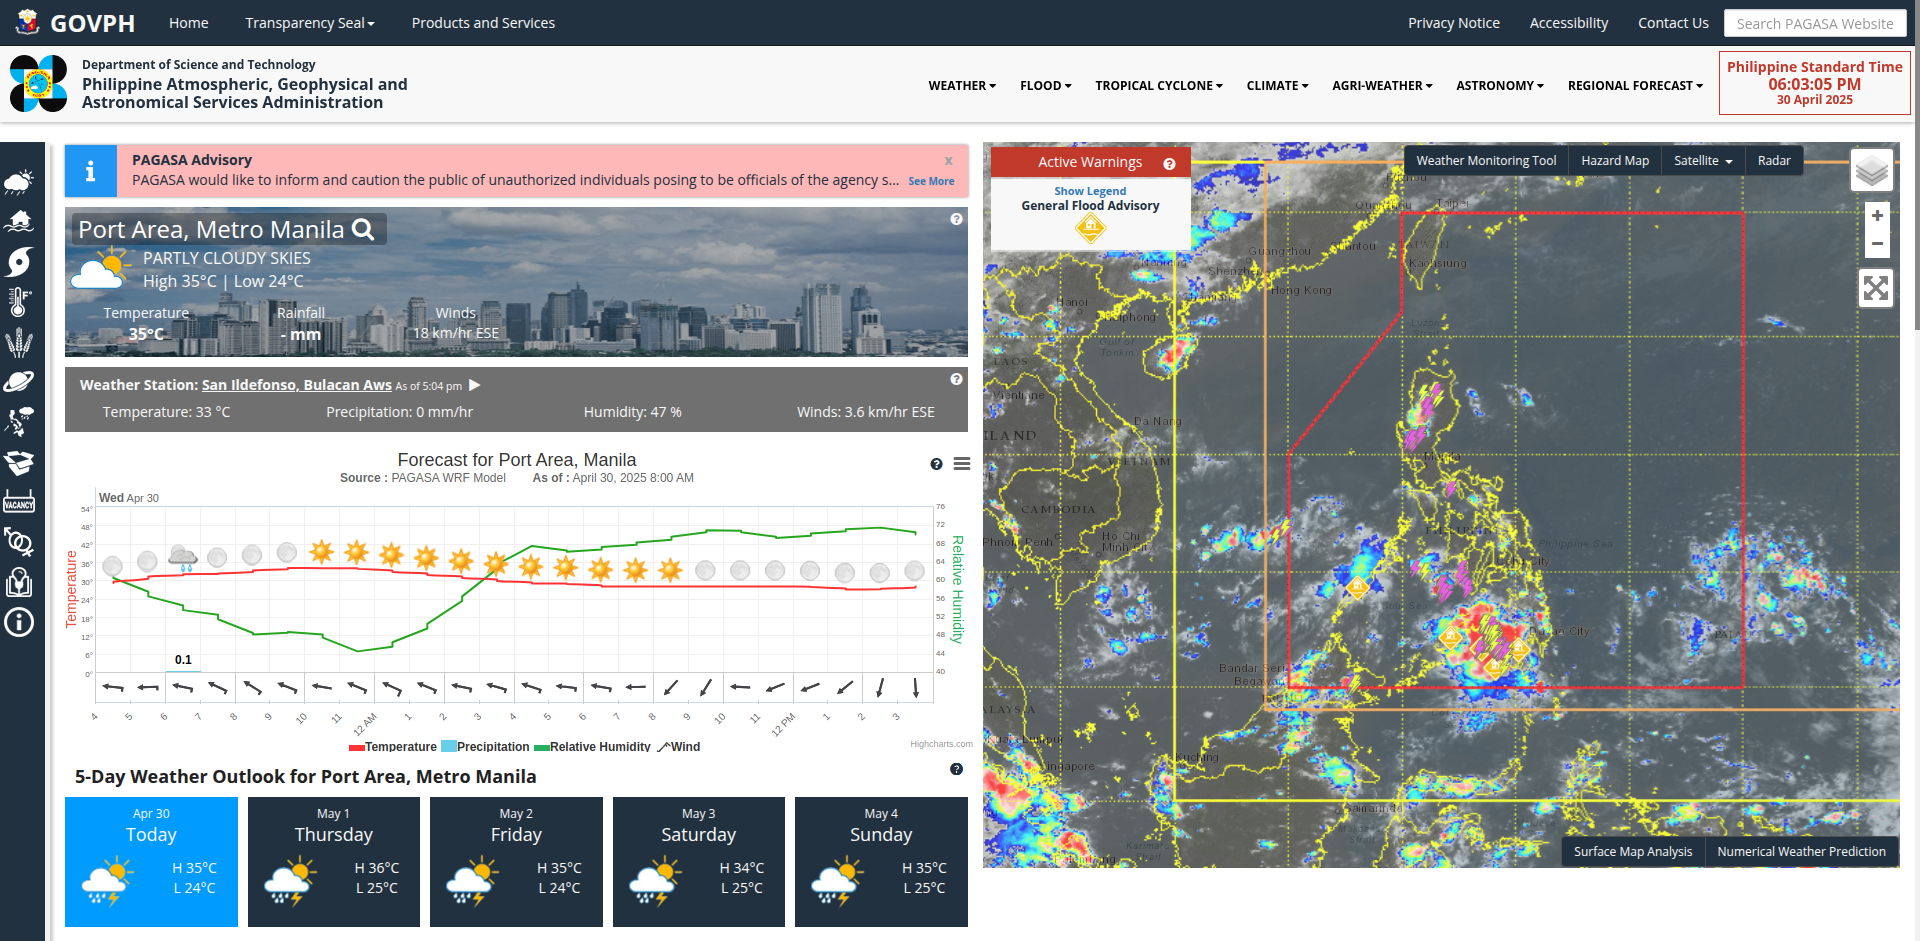 GOVPH
Home
Transparency Seal
Products and Services
Privacy Notice
Accessibility
Contact Us
Search PAGASA Website
Department of Science and Technology
Philippine Atmospheric, Geophysical and
Astronomical Services Administration
WEATHER
FLOOD
TROPICAL CYCLONE
CLIMATE
AGRI-WEATHER
ASTRONOMY
REGIONAL FORECAST
Philippine Standard Time
06:03:05 PM
30 April 2025
VACANCY
PAGASA Advisory
x
PAGASA would like to inform and caution the public of unauthorized individuals posing to be officials of the agency s...
See More
Port Area, Metro Manila
PARTLY CLOUDY SKIES
High 35°C | Low 24°C
Temperature
35°C
Rainfall
- mm
Winds
18 km/hr ESE
Weather Station: San Ildefonso, Bulacan Aws As of 5:04 pm
Temperature: 33 °C
Precipitation: 0 mm/hr
Humidity: 47 %
Winds: 3.6 km/hr ESE
Forecast for Port Area, Manila
Source : PAGASA WRF Model As of : April 30, 2025 8:00 AM
Wed Apr 30
Temperature
54°
48°
42°
36°
30°
24°
18°
12°
6°
0°
0.1
76
72
68
64
60
56
52
48
44
40
Relative Humidity
4 5 6 7 8 9 10 11 12 AM 1 2 3 4 5 6 7 8 9 10 11 12 PM 1 2 3
Temperature Precipitation Relative Humidity Wind
Highcharts.com
5-Day Weather Outlook for Port Area, Metro Manila
Apr 30
Today
H 35°C
L 24°C
May 1
Thursday
H 36°C
L 25°C
May 2
Friday
H 35°C
L 24°C
May 3
Saturday
H 34°C
L 25°C
May 4
Sunday
H 35°C
L 25°C
Active Warnings
Show Legend
General Flood Advisory
Weather Monitoring Tool
Hazard Map
Satellite
Radar
+
−
Taipei
Guangzhou
Shenzhen
Kaohsiung
Hong Kong
Hanoi
Gulf of
Tonkin
LAOS
Vientiane
Da Nang
VIETNAM
CAMBODIA
Phnom Penh
Ho Chi
Minh City
Manila
Philippine Sea
Bandar Seri
Begawan
Kuching
Karimata
Strait
Surface Map Analysis
Numerical Weather Prediction